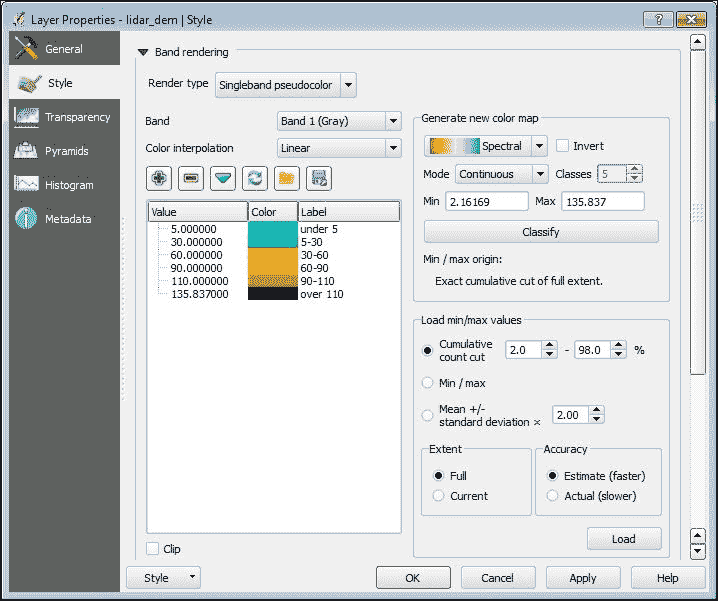 Layer Properties - lidar_dem | Style
?
General
Style
Transparency
Pyramids
Histogram
Metadata
Band rendering
Render type Singleband pseudocolor
Band Band 1 (Gray)
Color interpolation Linear
Value Color Label
5.000000 under 5
30.000000 5-30
60.000000 30-60
90.000000 60-90
110.000000 90-110
135.837000 over 110
Clip
Generate new color map
Spectral Invert
Mode Continuous Classes 5
Min 2.16169 Max 135.837
Classify
Min / max origin:
Exact cumulative cut of full extent.
Load min/max values
Cumulative
count cut 2.0 - 98.0 %
Min / max
Mean +/-
standard deviation × 2.00
Extent
Full
Current
Accuracy
Estimate (faster)
Actual (slower)
Load
Style OK Cancel Apply Help